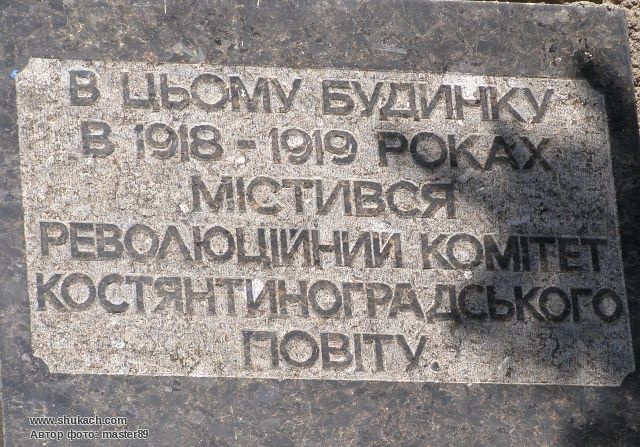 В ЦЬОМУ БУДИНКУ
В 1918 - 1919 РОКАХ
МІСТИВСЯ
РЕВОЛЮЦІЙНИЙ КОМІТЕТ
КОСТЯНТИНОГРАДСЬКОГО
ПОВІТУ.
www.shukach.com
Автор фото: master89